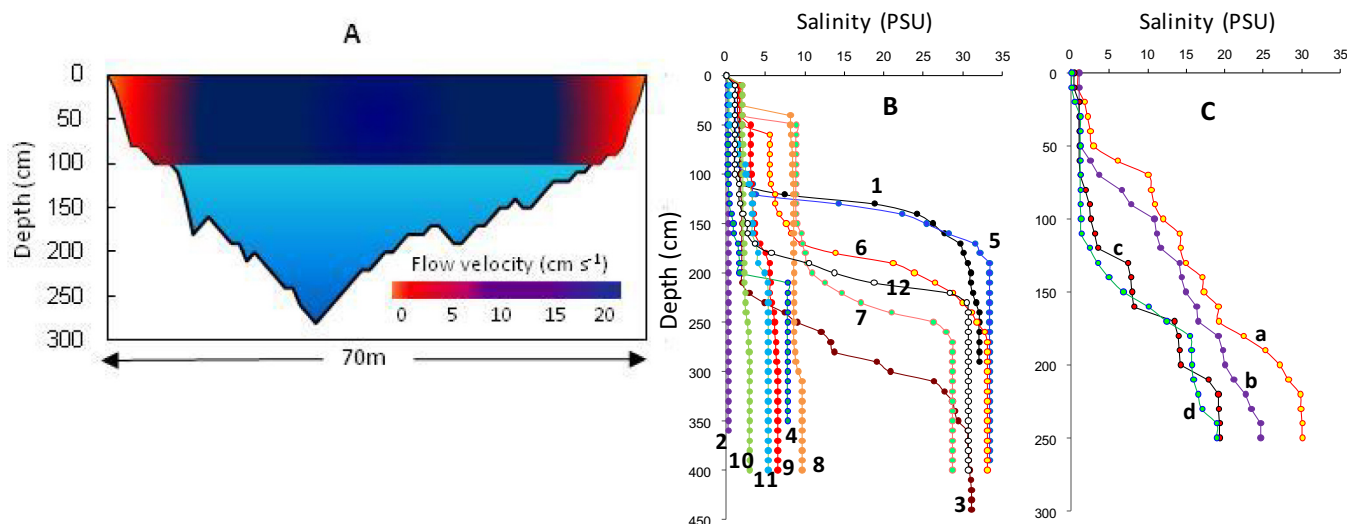 A
Depth (cm)
0
50
100
150
200
250
300
Flow velocity (cm s⁻¹)
0 5 10 15 20
70m
Salinity (PSU)
0 5 10 15 20 25 30 35
B
Depth (cm)
0
50
100
150
200
250
300
350
400
450
1
5
6
12
7
2
4
10
11
9
8
3
Salinity (PSU)
0 5 10 15 20 25 30 35
C
0
50
100
150
200
250
300
a
b
c
d